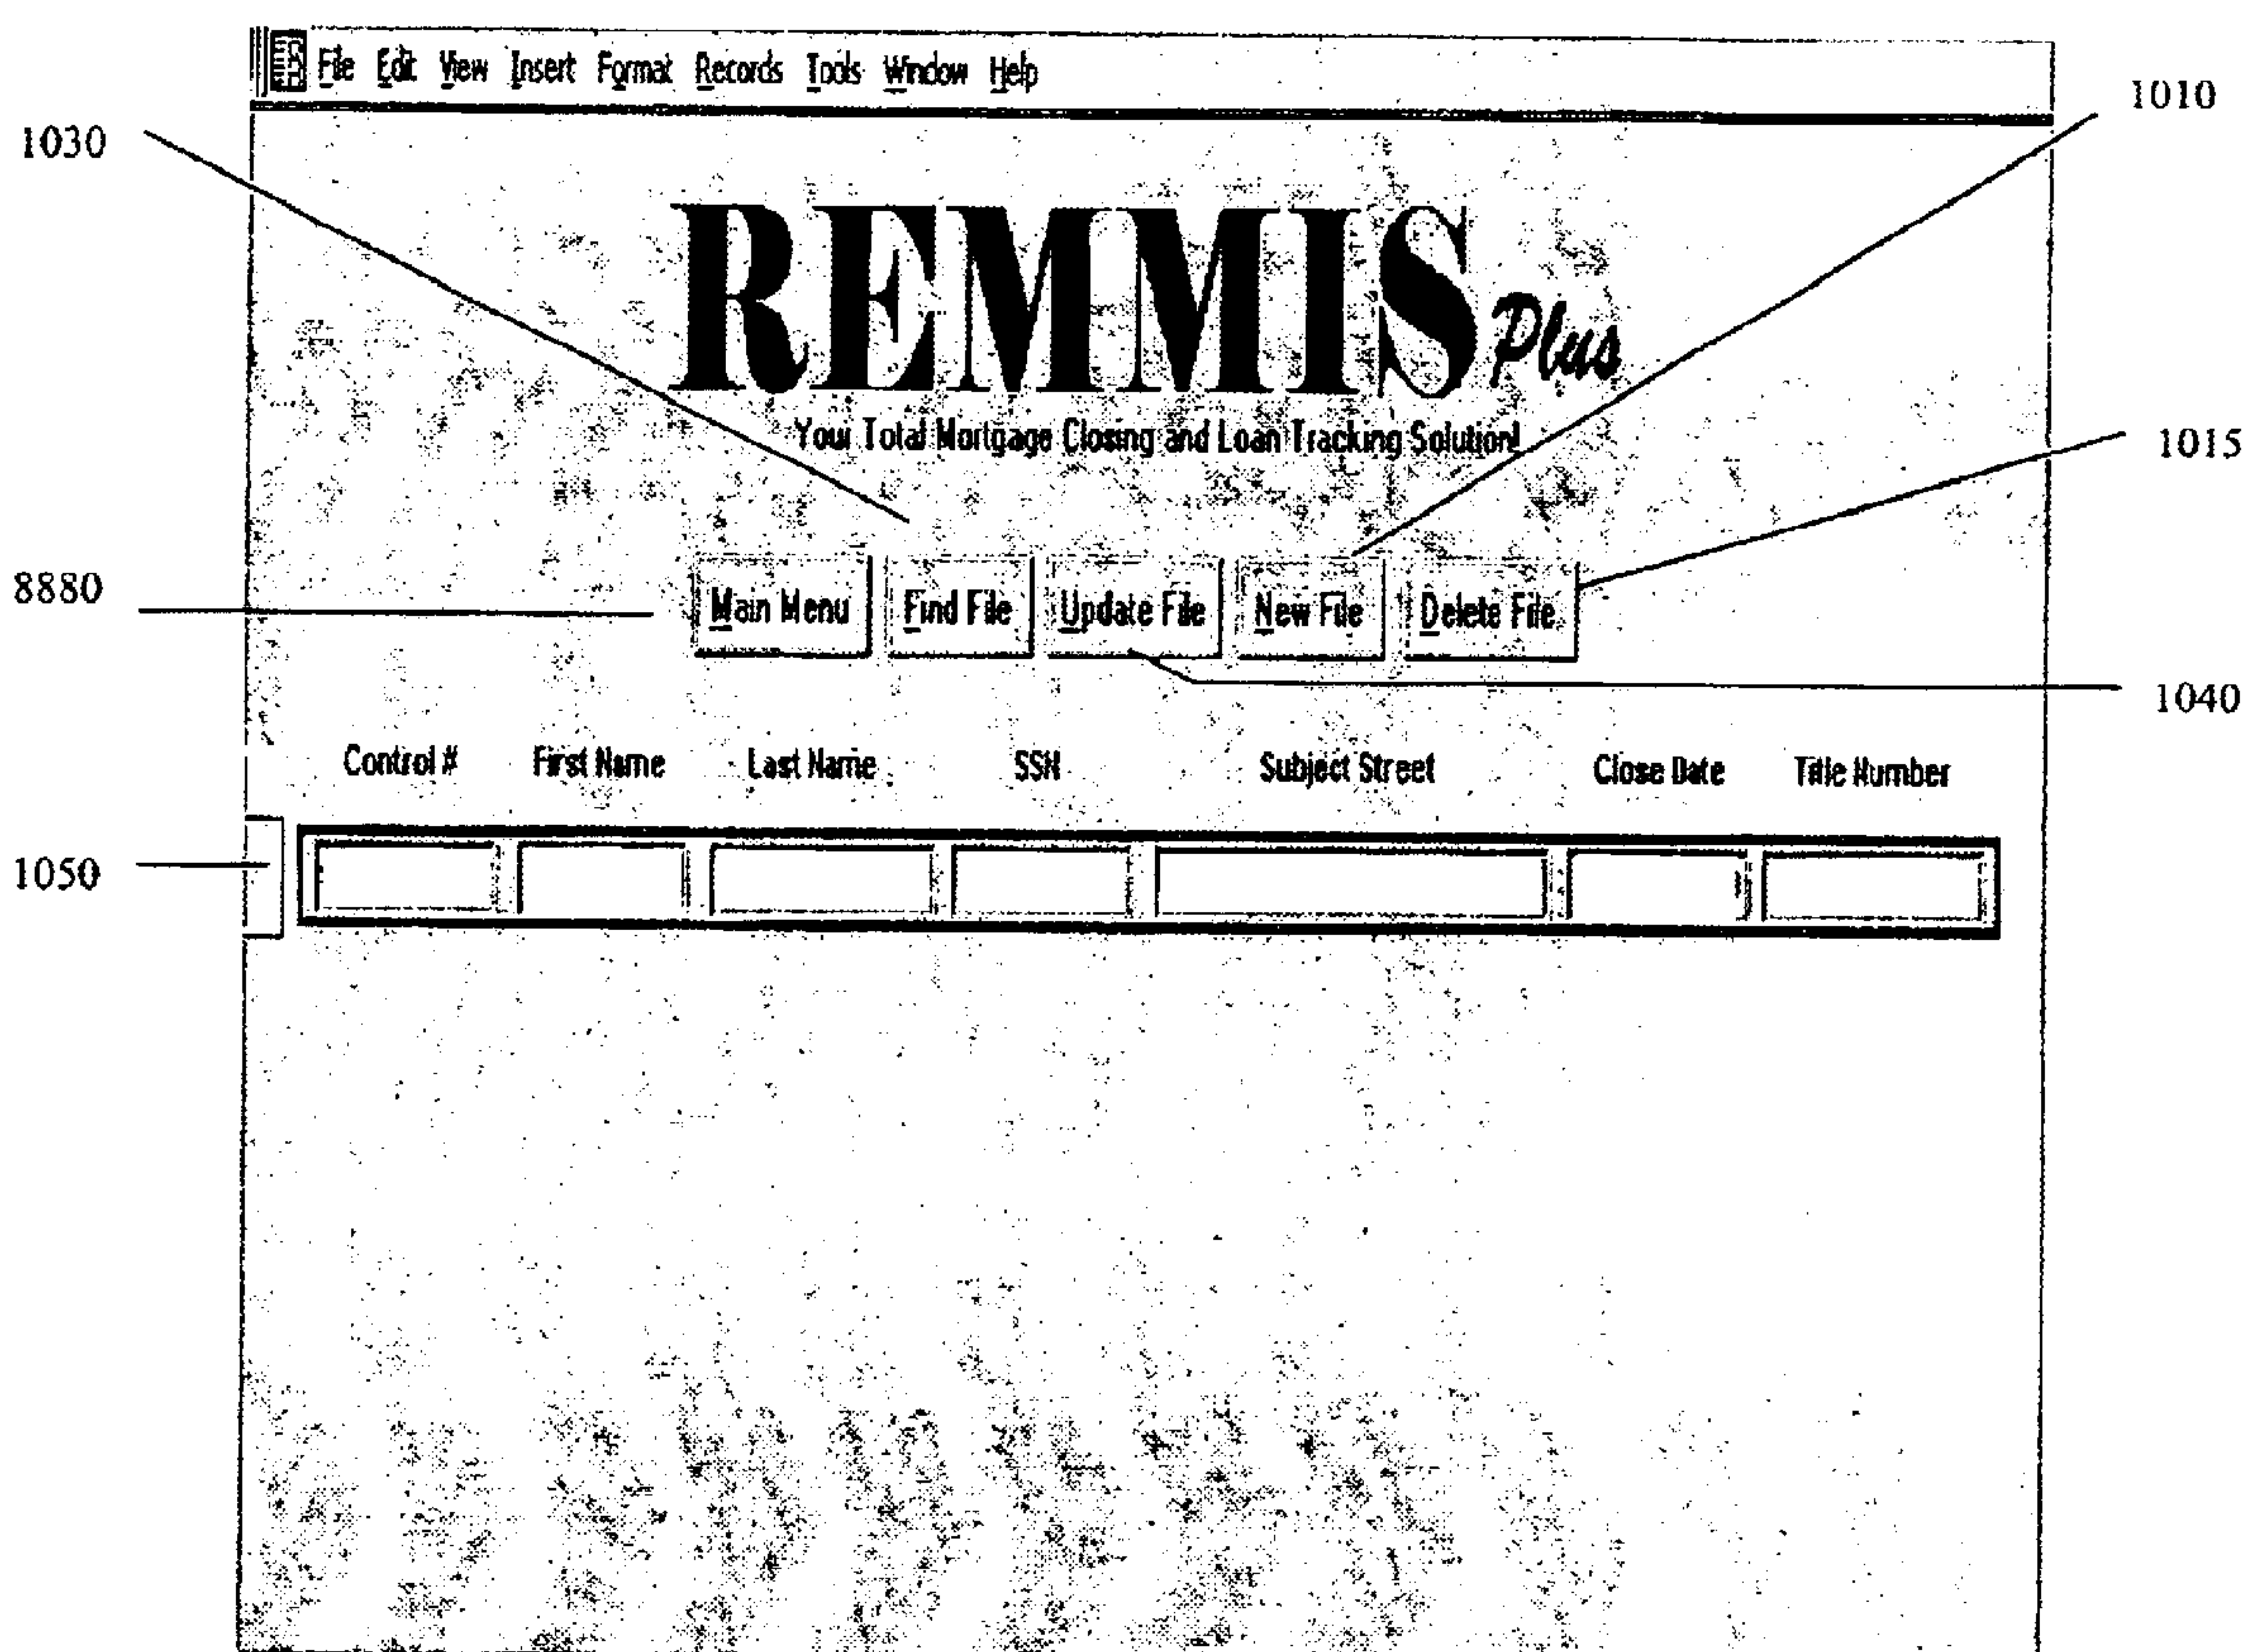 File Edit View Insert Format Records Tools Window Help
1010
1030
REMMIS Plus
Your Total Mortgage Closing and Loan Tracking Solution!
1015
8880
Main Menu Find File Update File New File Delete File
1040
Control # First Name Last Name SSN Subject Street Close Date Title Number
1050